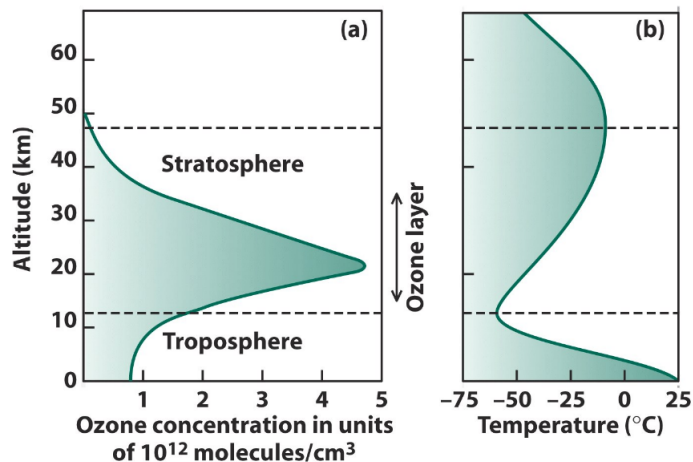 (a)
60
50
40
30
20
10
0
Altitude (km)
Stratosphere
Troposphere
1 2 3 4 5
Ozone concentration in units
of 10¹² molecules/cm³
Ozone layer
(b)
−75 −50 −25 0 25
Temperature (°C)